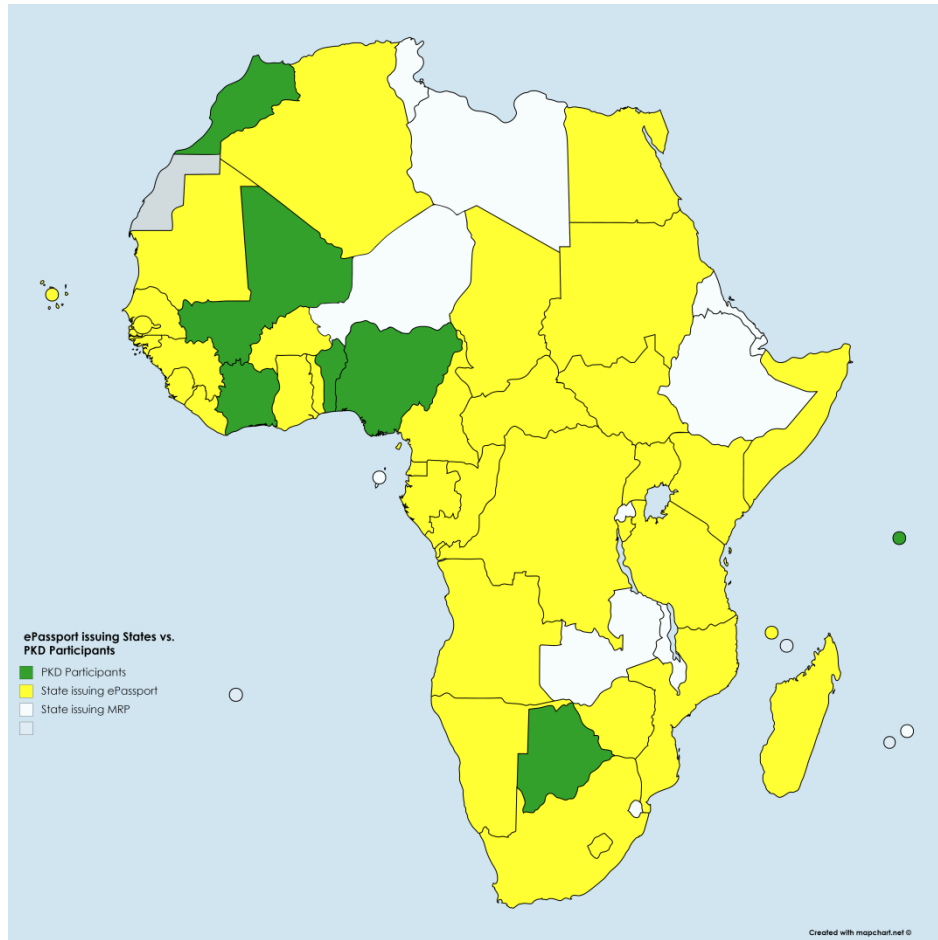 ePassport issuing States vs.
PKD Participants
PKD Participants
State issuing ePassport
State issuing MRP
Created with mapchart.net ©